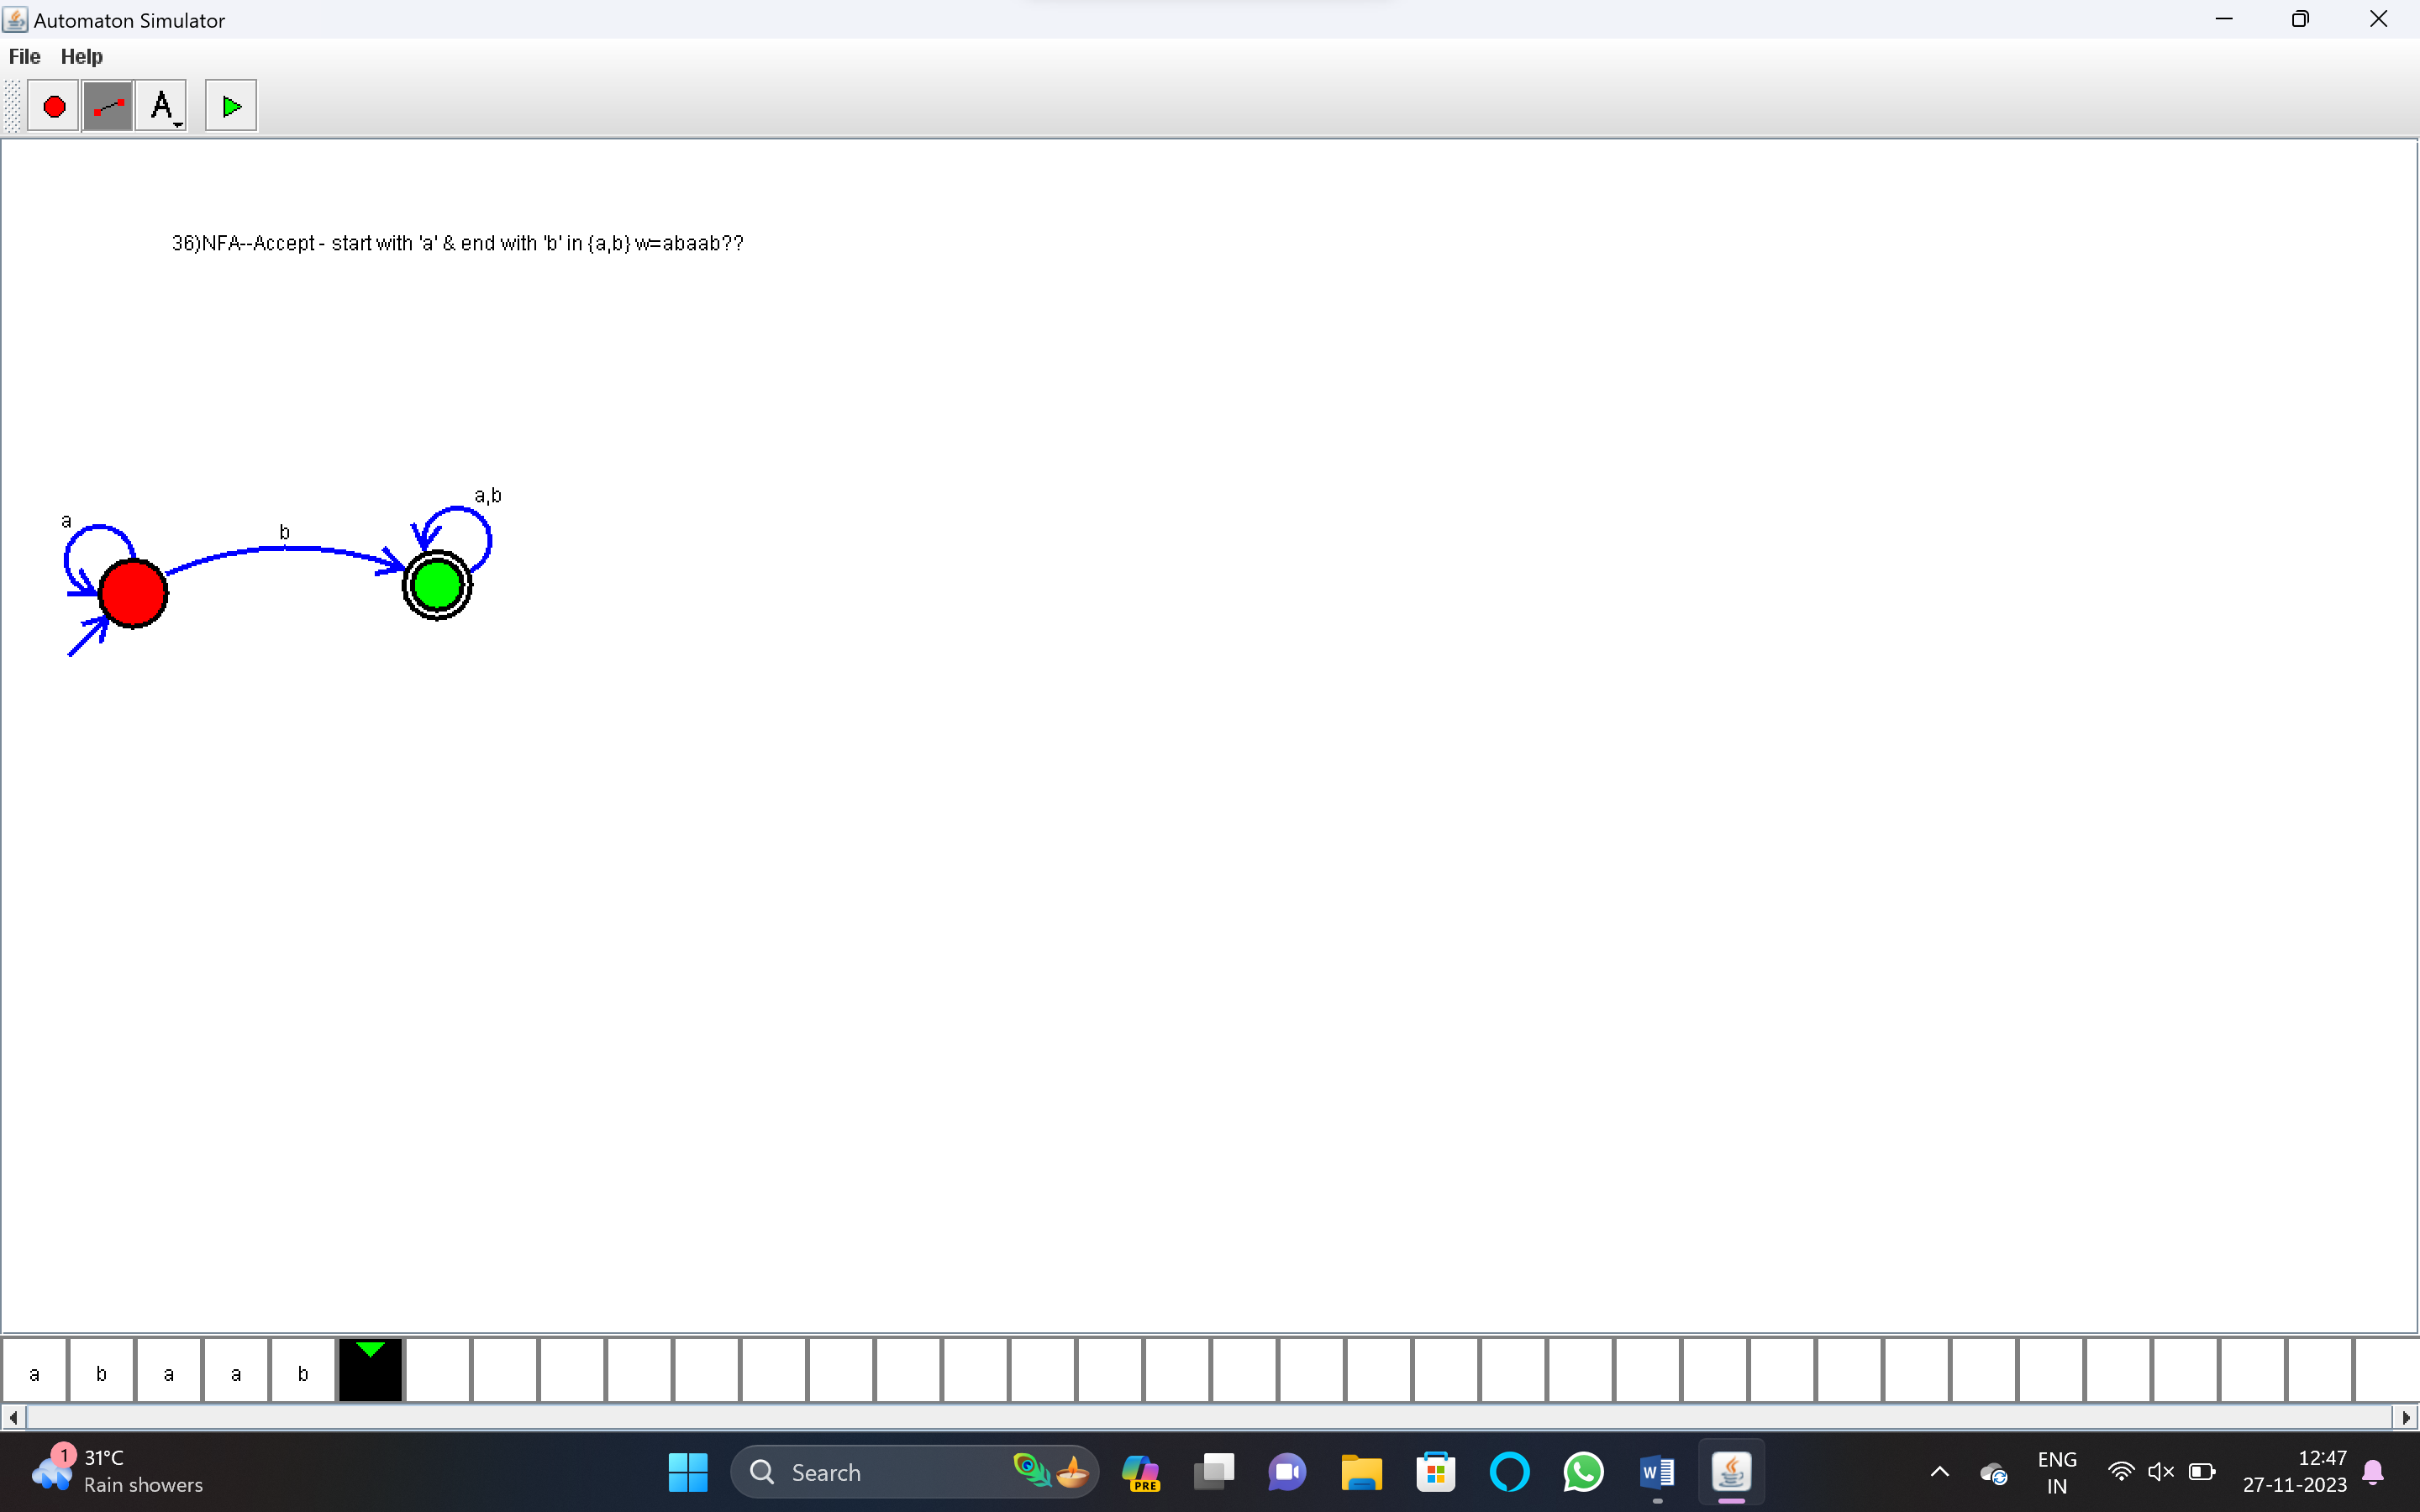 Automaton Simulator
File Help
A
36)NFA--Accept - start with 'a' & end with 'b' in {a,b} w=abaab??
a
b
a,b
a b a a b
1
31°C
Rain showers
Search
PRE
W
ENG
IN
12:47
27-11-2023